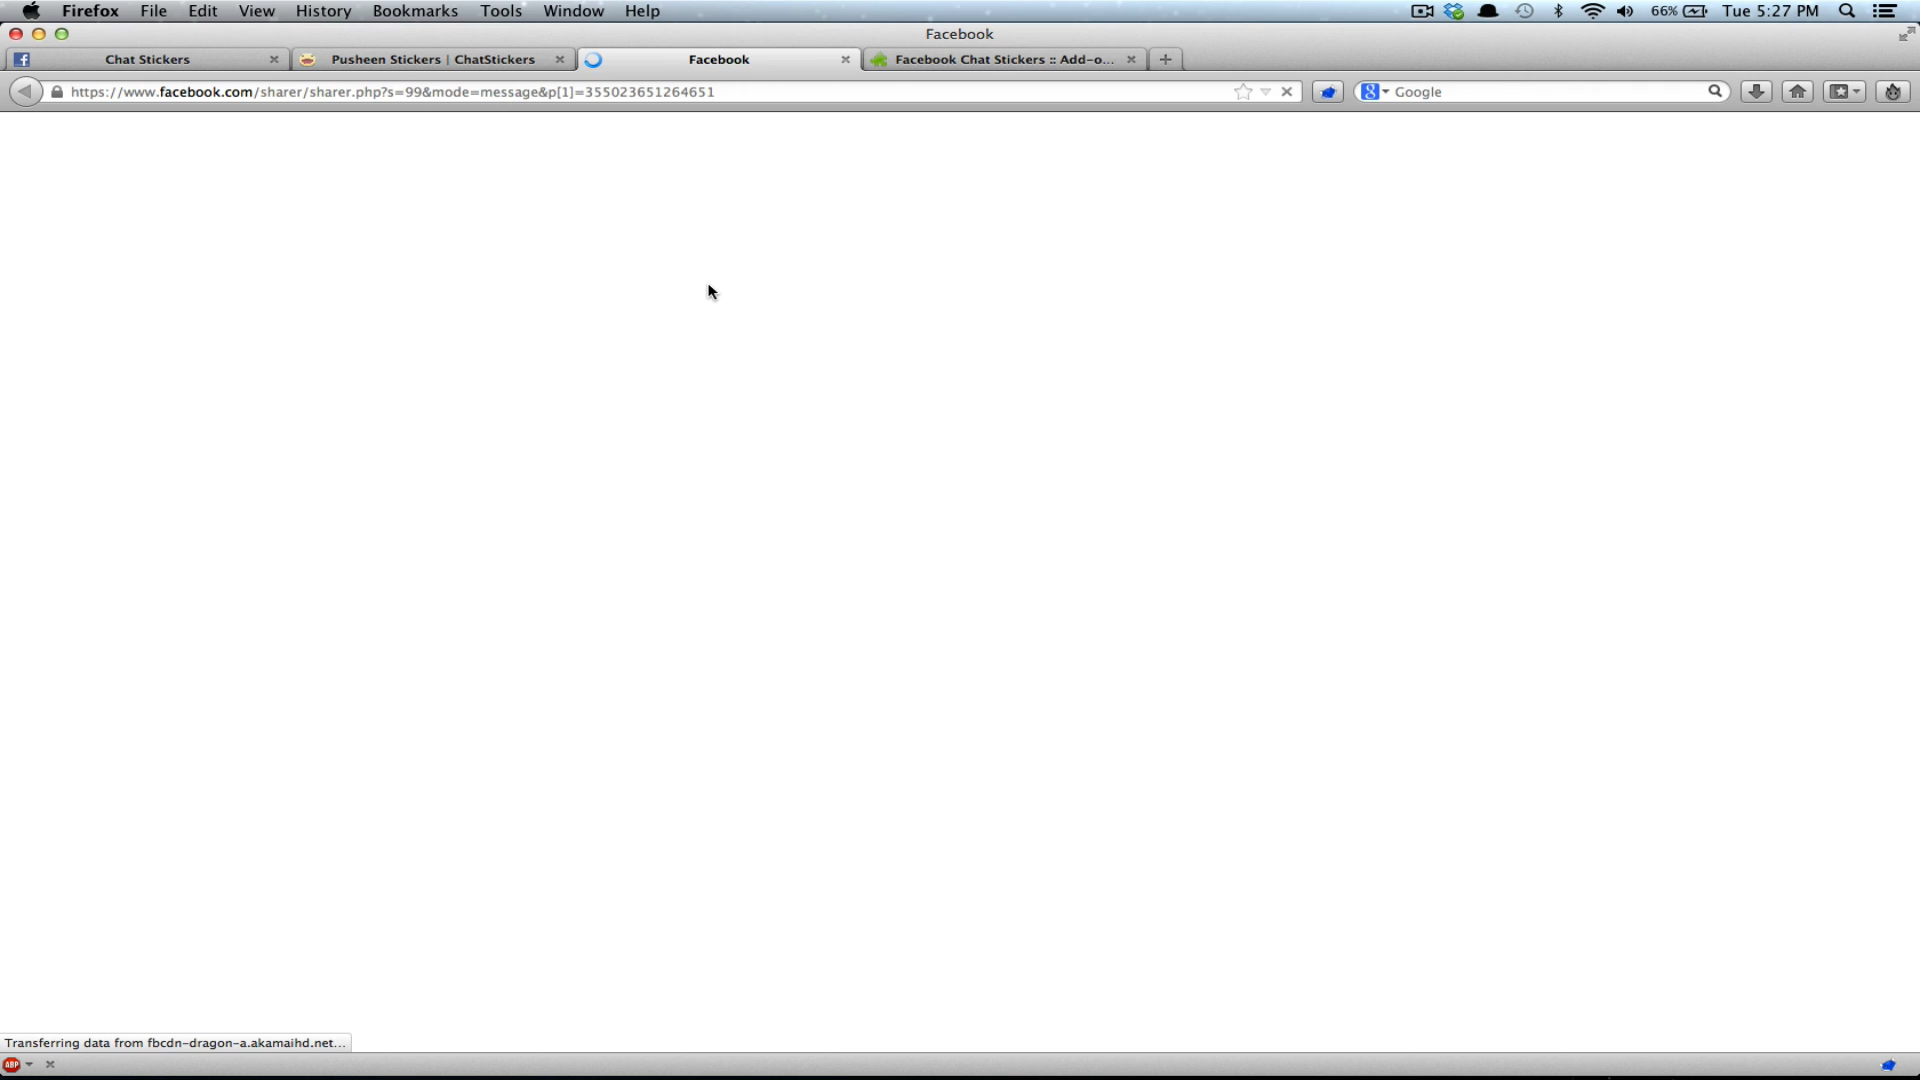 Firefox File Edit View History Bookmarks Tools Window Help 66% Tue 5:27 PM
Facebook
Chat Stickers Pusheen Stickers | ChatStickers Facebook Facebook Chat Stickers :: Add-o...
https://www.facebook.com/sharer/sharer.php?s=99&mode=message&p[1]=355023651264651 Google
Transferring data from fbcdn-dragon-a.akamaihd.net...
ABP